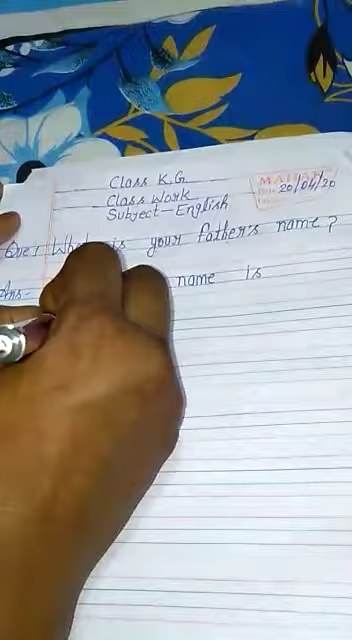 Class K.G
Class Work
Subject - English
20/04/20
Que: What is your Father's name?
Ans - name is